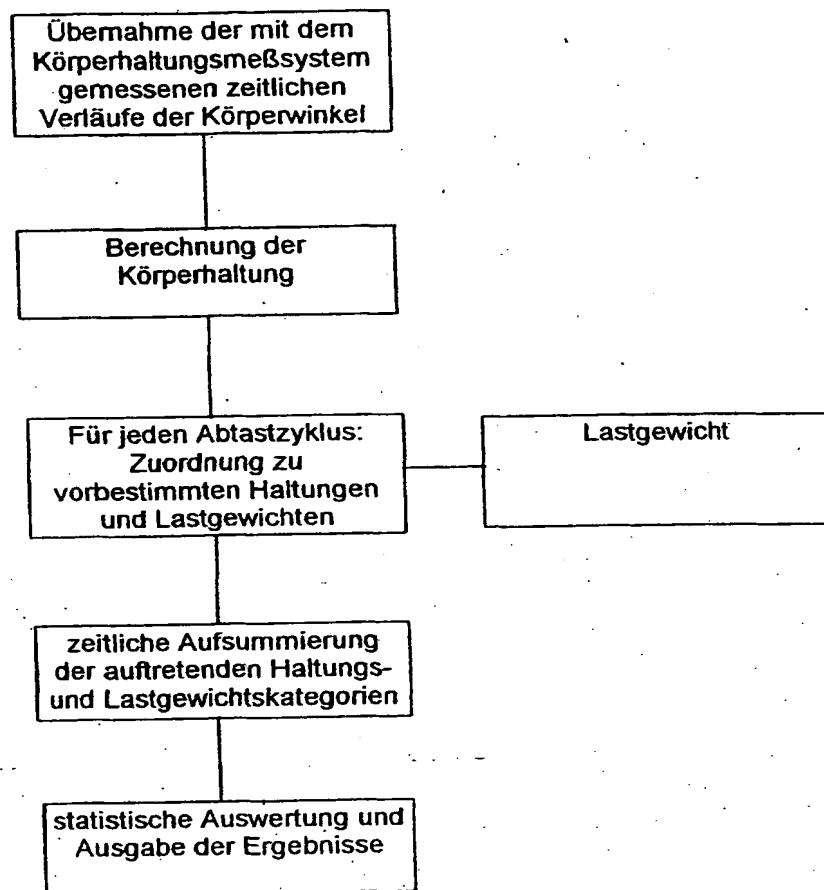 Übernahme der mit dem
Körperhaltungsmeßsystem
gemessenen zeitlichen
Verläufe der Körperwinkel
Berechnung der
Körperhaltung
Für jeden Abtastzyklus:
Zuordnung zu
vorbestimmten Haltungen
und Lastgewichten
Lastgewicht
zeitliche Aufsummierung
der auftretenden Haltungs-
und Lastgewichtskategorien
statistische Auswertung und
Ausgabe der Ergebnisse